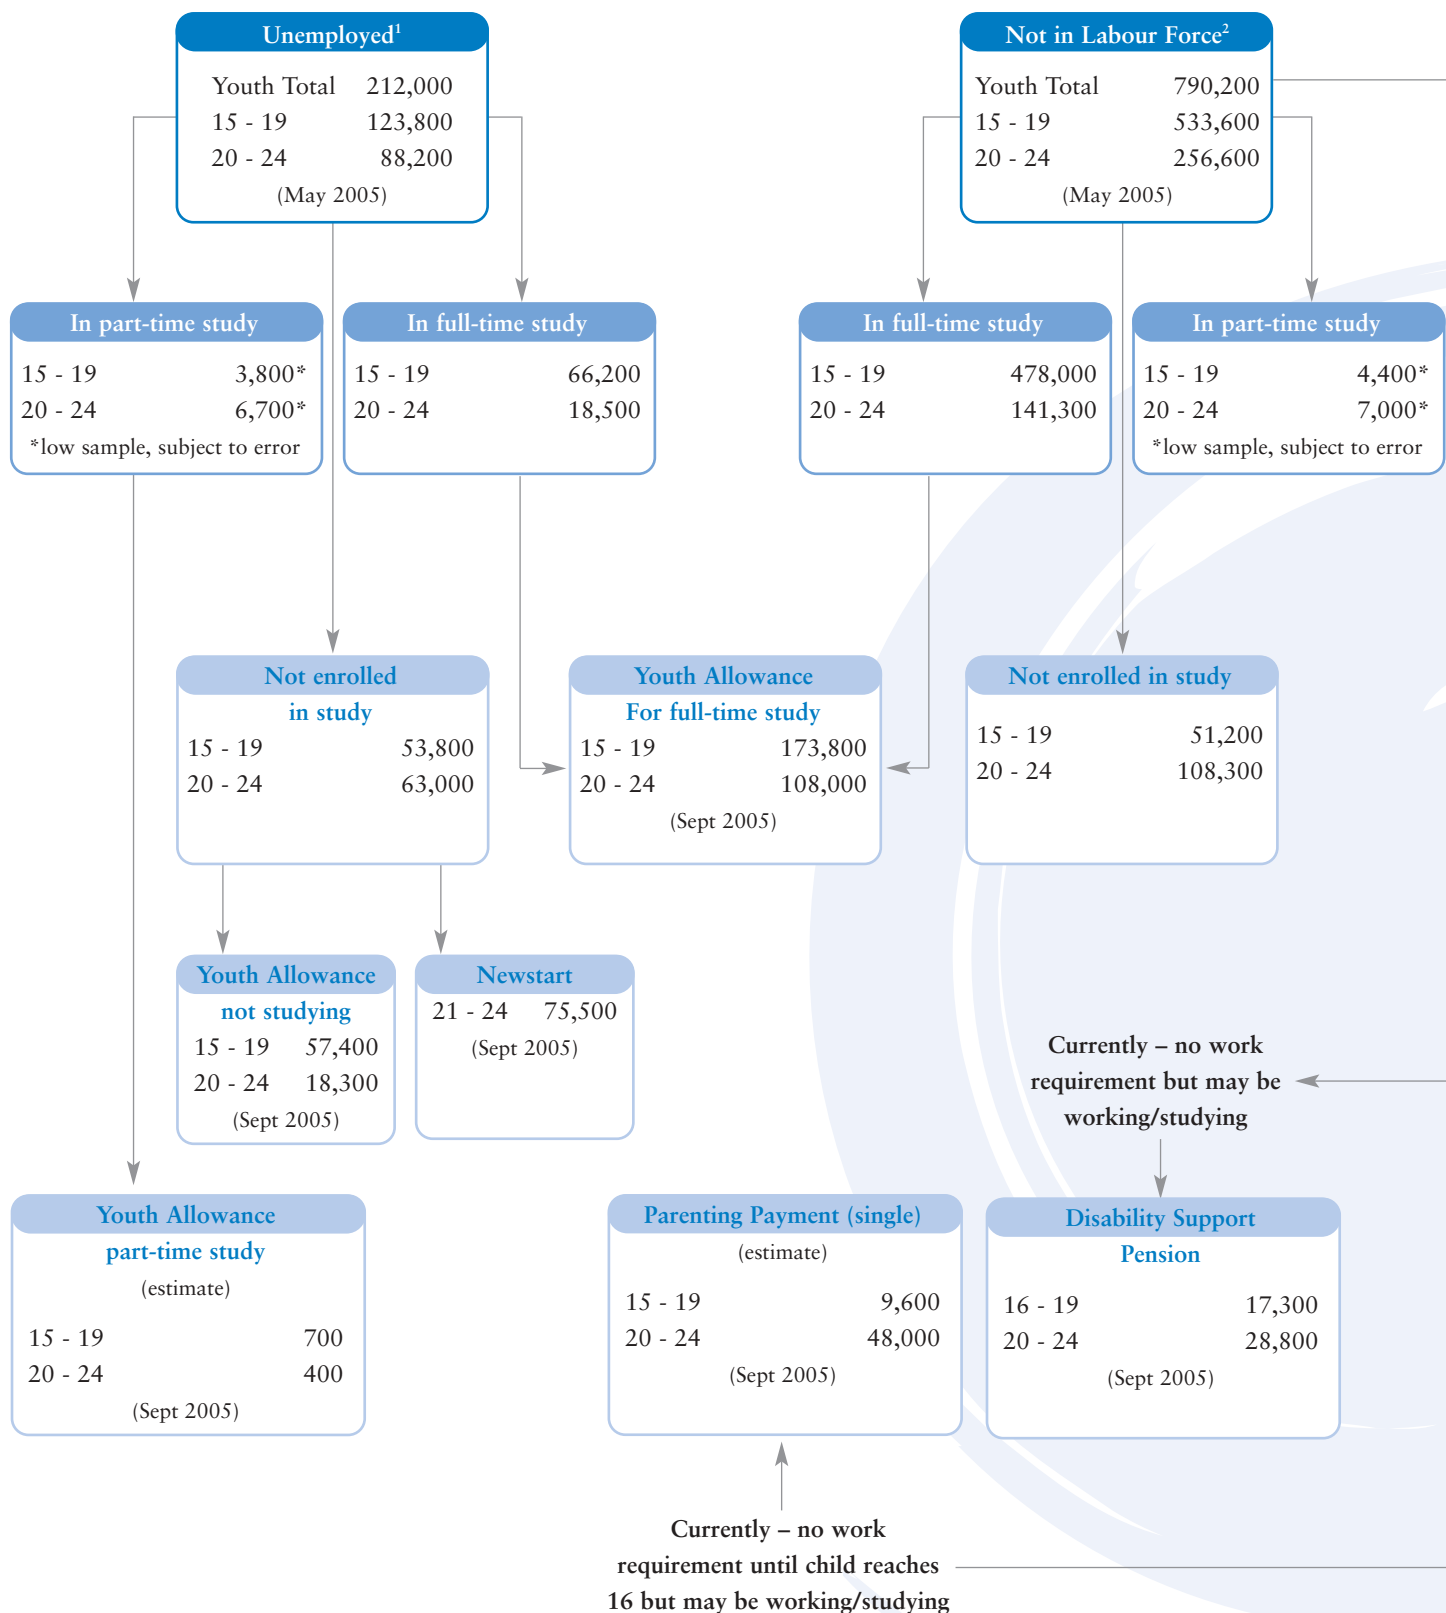 Unemployed¹
Youth Total 212,000
15 - 19 123,800
20 - 24 88,200
(May 2005)
Not in Labour Force²
Youth Total 790,200
15 - 19 533,600
20 - 24 256,600
(May 2005)
In part-time study
15 - 19 3,800*
20 - 24 6,700*
*low sample, subject to error
In full-time study
15 - 19 66,200
20 - 24 18,500
In full-time study
15 - 19 478,000
20 - 24 141,300
In part-time study
15 - 19 4,400*
20 - 24 7,000*
*low sample, subject to error
Not enrolled
in study
15 - 19 53,800
20 - 24 63,000
Youth Allowance
For full-time study
15 - 19 173,800
20 - 24 108,000
(Sept 2005)
Not enrolled in study
15 - 19 51,200
20 - 24 108,300
Youth Allowance
not studying
15 - 19 57,400
20 - 24 18,300
(Sept 2005)
Newstart
21 - 24 75,500
(Sept 2005)
Currently – no work
requirement but may be
working/studying
Youth Allowance
part-time study
(estimate)
15 - 19 700
20 - 24 400
(Sept 2005)
Parenting Payment (single)
(estimate)
15 - 19 9,600
20 - 24 48,000
(Sept 2005)
Disability Support
Pension
16 - 19 17,300
20 - 24 28,800
(Sept 2005)
Currently – no work
requirement until child reaches
16 but may be working/studying